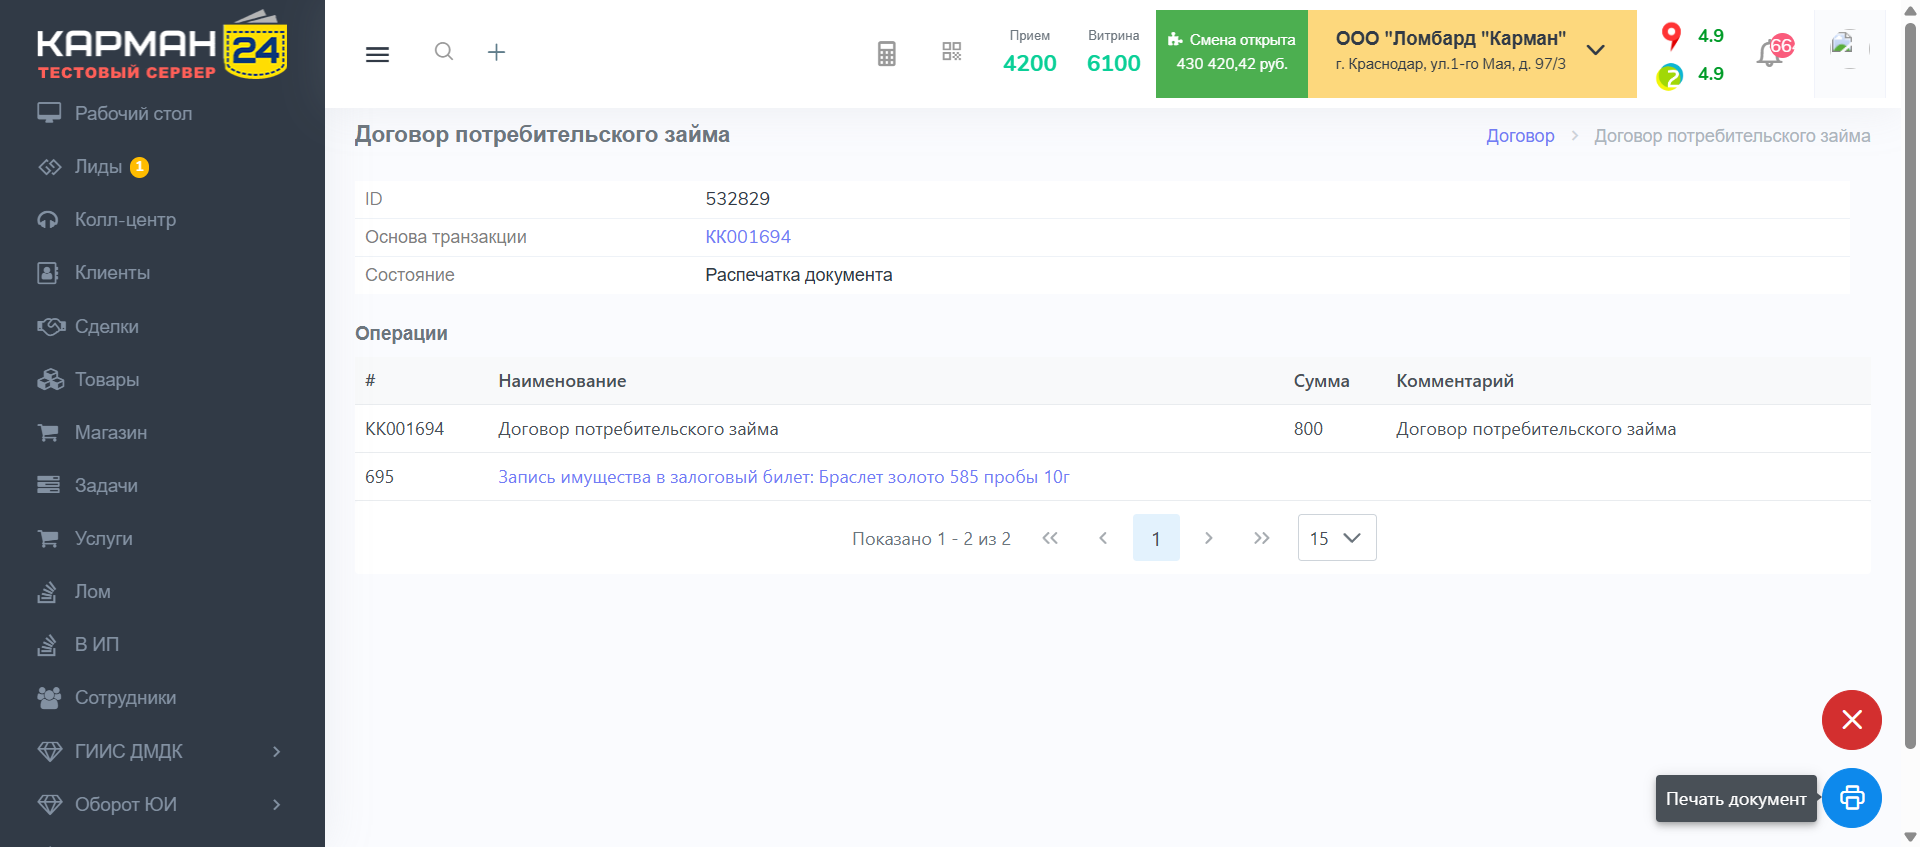 КАРМАН 24
ТЕСТОВЫЙ СЕРВЕР
Рабочий стол
Лиды 1
Колл-центр
Клиенты
Сделки
Товары
Магазин
Задачи
Услуги
Лом
В ИП
Сотрудники
ГИИС ДМДК
Оборот ЮИ
Прием
4200
Витрина
6100
Смена открыта
430 420,42 руб.
ООО "Ломбард "Карман"
г. Краснодар, ул.1-го Мая, д. 97/3
4.9
4.9
Договор потребительского займа
Договор > Договор потребительского займа
ID 532829
Основа транзакции КК001694
Состояние Распечатка документа
Операции
# Наименование Сумма Комментарий
КК001694 Договор потребительского займа 800 Договор потребительского займа
695 Запись имущества в залоговый билет: Браслет золото 585 пробы 10г
Показано 1 - 2 из 2 1 15
Печать документ